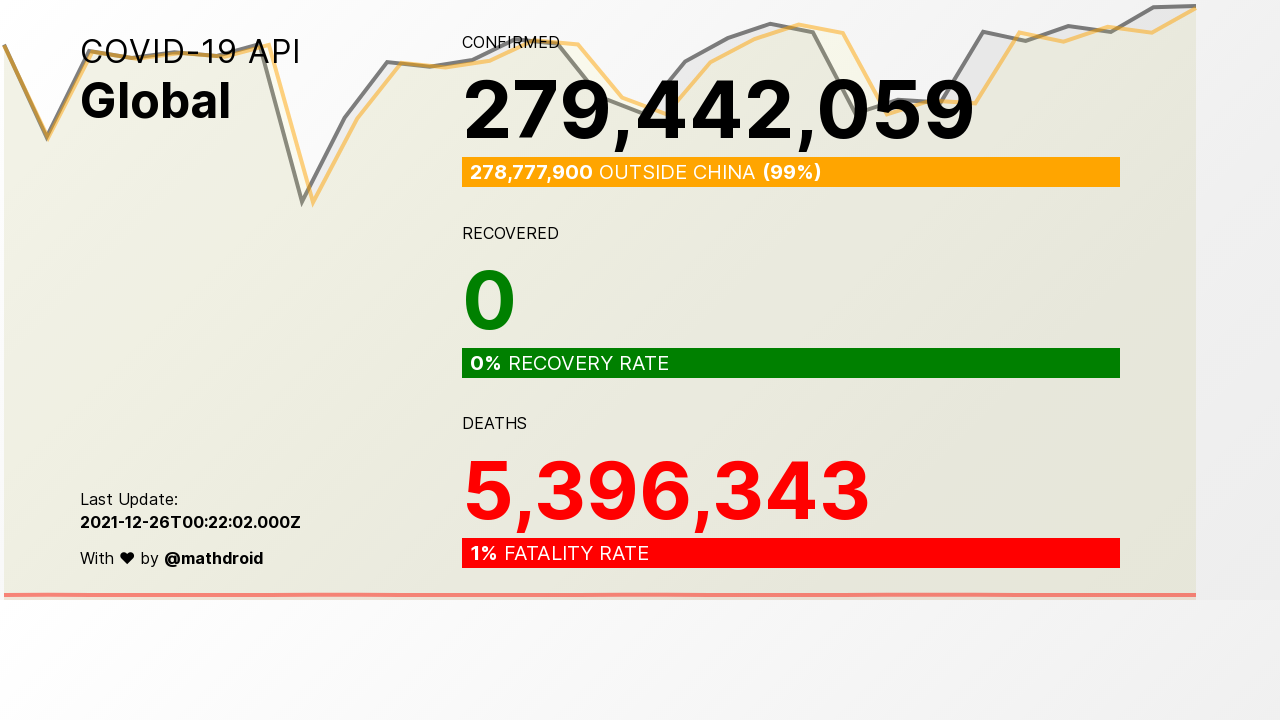 COVID-19 API
Global
CONFIRMED
279,442,059
278,777,900 OUTSIDE CHINA (99%)
RECOVERED
0
0% RECOVERY RATE
DEATHS
5,396,343
1% FATALITY RATE
Last Update:
2021-12-26T00:22:02.000Z
With ❤ by @mathdroid